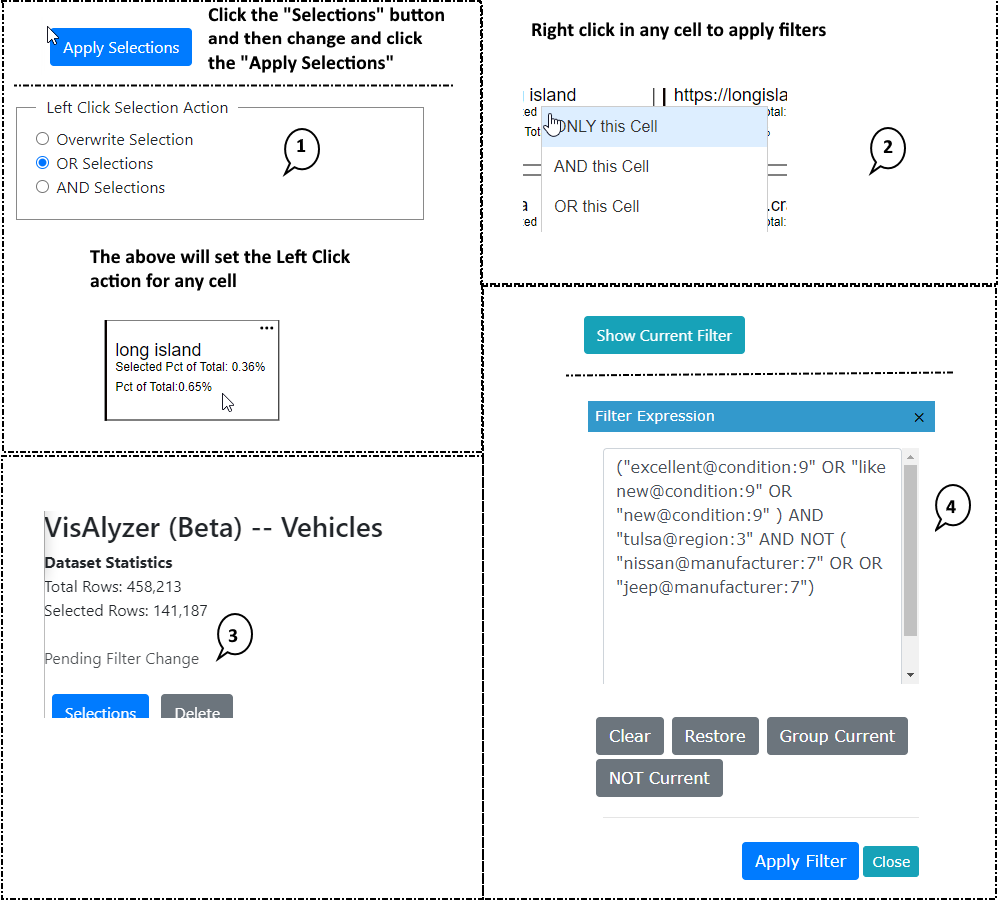 Click the "Selections" button
and then change and click
the "Apply Selections"
Apply Selections
Left Click Selection Action
Overwrite Selection
OR Selections
AND Selections
1
The above will set the Left Click
action for any cell
long island
Selected Pct of Total: 0.36%
Pct of Total:0.65%
Right click in any cell to apply filters
island
https://longisla
ONLY this Cell
AND this Cell
OR this Cell
2
VisAlyzer (Beta) -- Vehicles
Dataset Statistics
Total Rows: 458,213
Selected Rows: 141,187
3
Pending Filter Change
Selections
Delete
Show Current Filter
Filter Expression
("excellent@condition:9" OR "like
new@condition:9" OR
"new@condition:9" ) AND
"tulsa@region:3" AND NOT (
"nissan@manufacturer:7" OR OR
"jeep@manufacturer:7")
4
Clear
Restore
Group Current
NOT Current
Apply Filter
Close